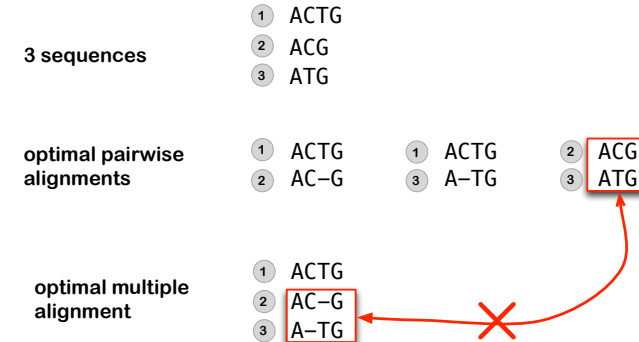 1 ACTG
3 sequences
2 ACG
3 ATG
optimal pairwise alignments
1 ACTG
2 AC–G
1 ACTG
3 A–TG
2 ACG
3 ATG
optimal multiple alignment
1 ACTG
2 AC–G
3 A–TG